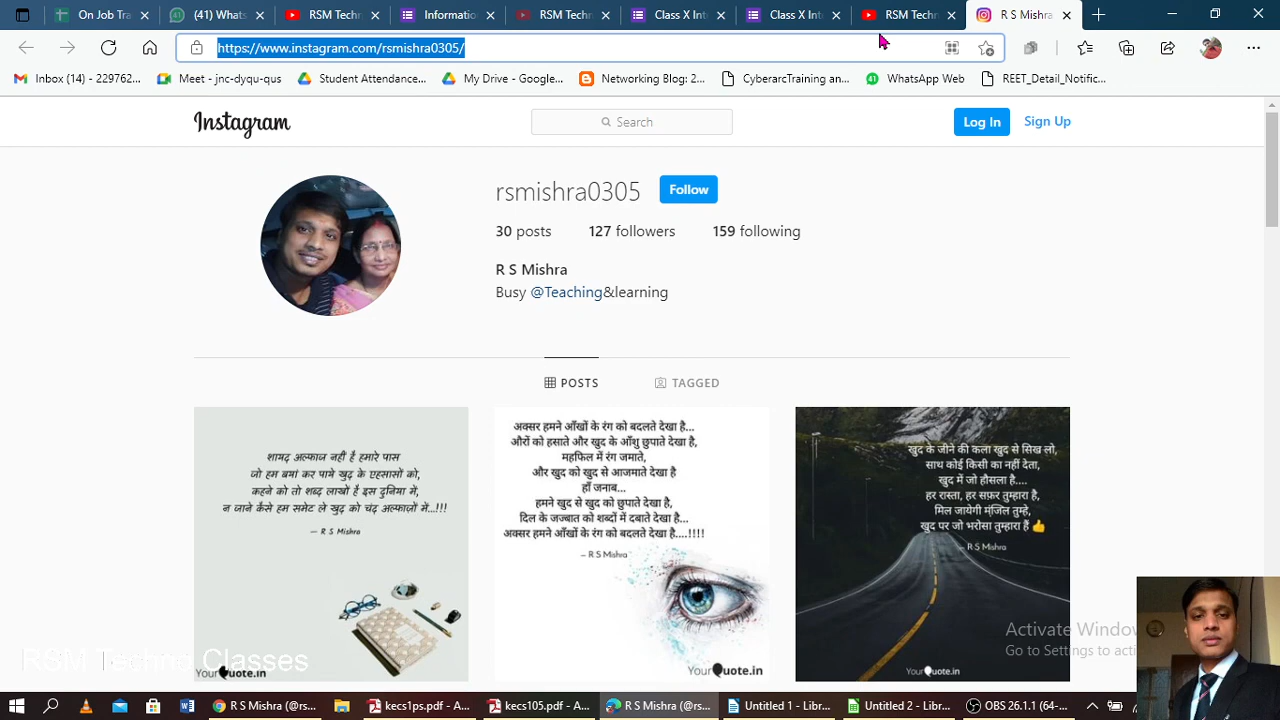 On Job Tra
(41) Whats
RSM Techn
Informatio
RSM Techn
Class X Int
Class X Int
RSM Techn
R S Mishra
https://www.instagram.com/rsmishra0305/
Inbox (14) - 229762...
Meet - jnc-dyqu-qus
Student Attendance...
My Drive - Google...
Networking Blog: 2...
CyberarcTraining an...
WhatsApp Web
REET_Detail_Notific...
Instagram
Search
Log In
Sign Up
rsmishra0305
Follow
30 posts
127 followers
159 following
R S Mishra
Busy @Teaching&learning
POSTS
TAGGED
शायद अल्फाज नहीं है हमारे पास
जो हम बयां कर पाये खुद के एहसासों को,
कहने को तो शब्द लाखों है इस दुनिया में,
न जाने कैसे हम समेट ले खुद को चंद अल्फाज़ों में...!!!
— R S Mishra
YourQuote.in
अक्सर हमने आँखों के रंग को बदलते देखा है...
औरों को हसाते और खुद के आँशु छुपाते देखा है,
महफिल में रंग जमाते,
और खुद को खुद से आजमाते देखा है
हाँ जनाब...
हमने खुद से खुद को छुपाते देखा है,
दिल के जज्बात को शब्दों में दबाते देखा है...
अक्सर हमने आँखों के रंग को बदलते देखा है....!!!!
— R S Mishra
YourQuote.in
खुद के जीने की कला खुद से सिख लो,
साथ कोई किसी का नहीं देता,
खुद में जो हौसला है....
हर रास्ता, हर सफ़र तुम्हारा है,
मिल जायेगी मंजिल तुम्हे,
खुद पर जो भरोसा तुम्हारा हैं 👍
— R S Mishra
YourQuote.in
Activate Window
Go to Settings to acti
RSM Techno Classes
R S Mishra (@rs...
kecs1ps.pdf - A...
kecs105.pdf - A...
R S Mishra (@rs...
Untitled 1 - Libr...
Untitled 2 - Libr...
OBS 26.1.1 (64-...